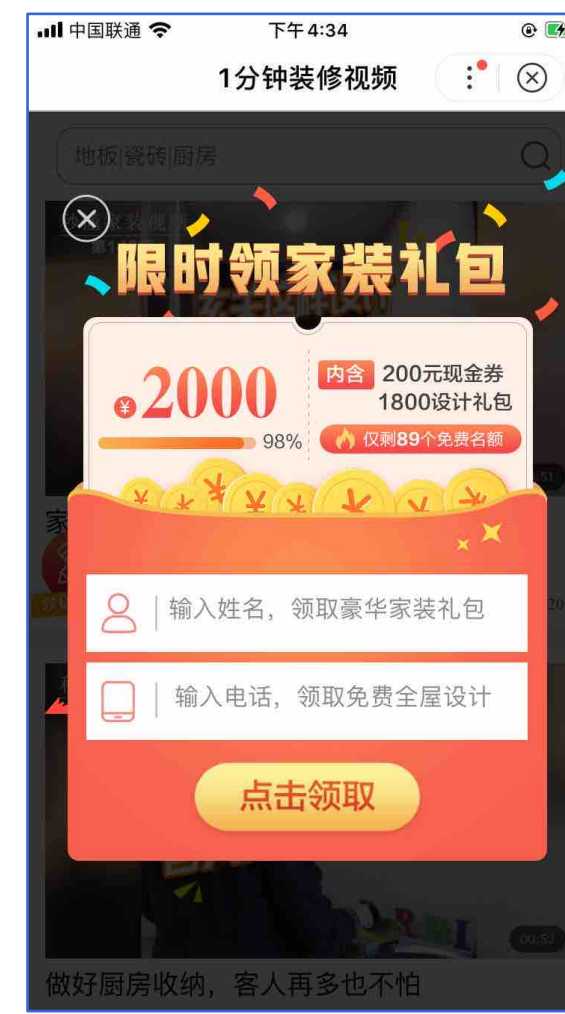 中国联通
下午4:34
1分钟装修视频
地板|瓷砖|厨房
限时领家装礼包
¥2000
内含 200元现金券
1800设计礼包
98%
仅剩89个免费名额
家
输入姓名，领取豪华家装礼包
输入电话，领取免费全屋设计
点击领取
00:52
做好厨房收纳，客人再多也不怕